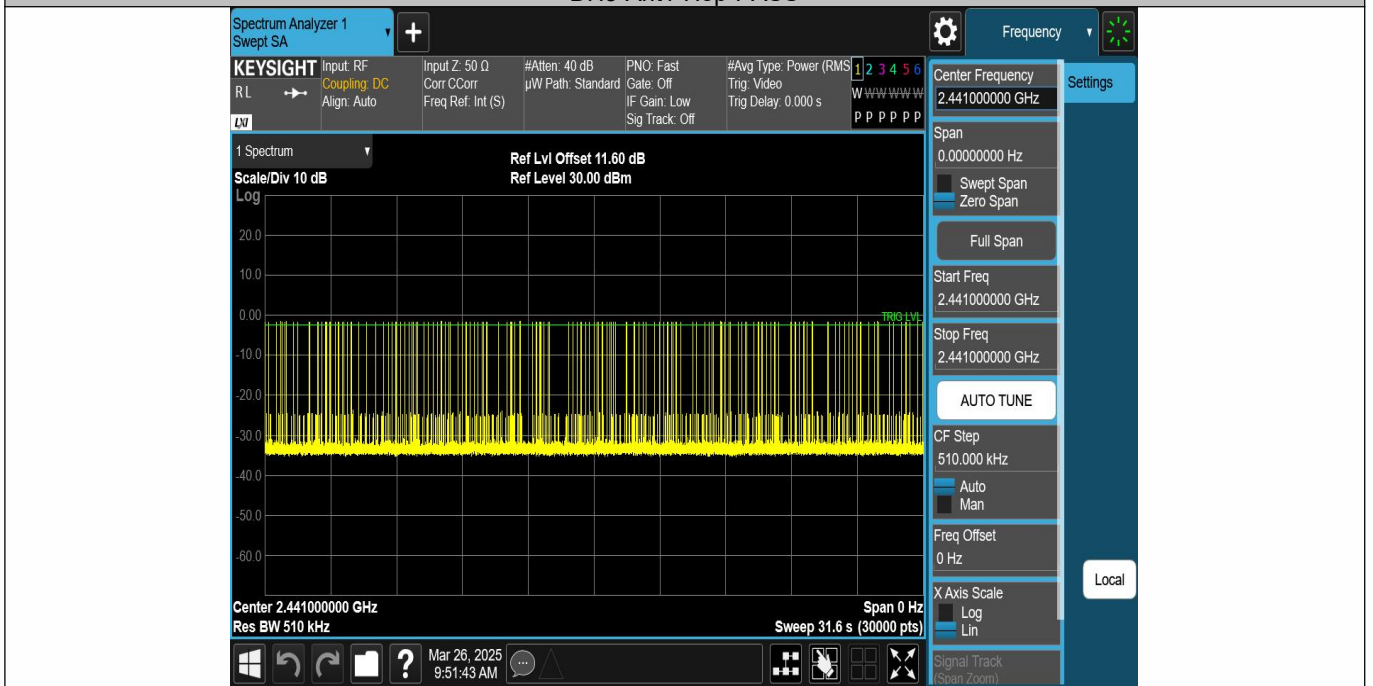 Spectrum Analyzer 1
Swept SA
Frequency
KEYSIGHT
RL
LXI
Input: RF
Coupling: DC
Align: Auto
Input Z: 50 Ω
Corr CCorr
Freq Ref: Int (S)
#Atten: 40 dB
µW Path: Standard
PNO: Fast
Gate: Off
IF Gain: Low
Sig Track: Off
#Avg Type: Power (RMS
Trig: Video
Trig Delay: 0.000 s
1 2 3 4 5 6
W W W W W W
P P P P P P
1 Spectrum
Scale/Div 10 dB
Ref Lvl Offset 11.60 dB
Ref Level 30.00 dBm
Log
20.0
10.0
0.00
TRIG LVL
-10.0
-20.0
-30.0
-40.0
-50.0
-60.0
Center 2.441000000 GHz
Span 0 Hz
Res BW 510 kHz
Sweep 31.6 s (30000 pts)
Center Frequency
2.441000000 GHz
Settings
Span
0.00000000 Hz
Swept Span
Zero Span
Full Span
Start Freq
2.441000000 GHz
Stop Freq
2.441000000 GHz
AUTO TUNE
CF Step
510.000 kHz
Auto
Man
Freq Offset
0 Hz
X Axis Scale
Log
Lin
Signal Track
(Span Zoom)
Local
?
Mar 26, 2025
9:51:43 AM